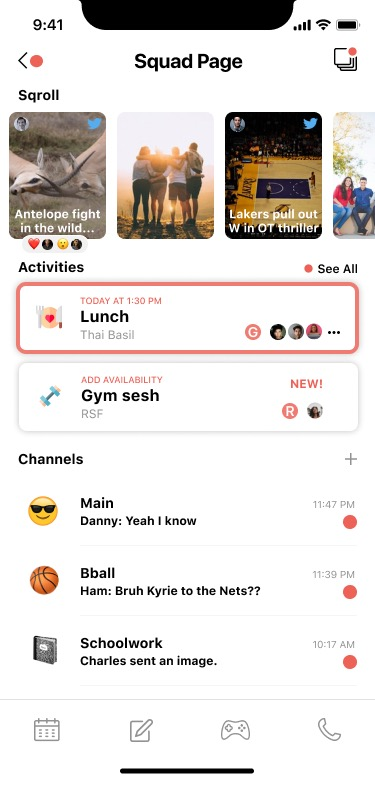 9:41
Squad Page
Sqroll
Antelope fight
in the wild...
Lakers pull out
W in OT thriller
Activities
See All
TODAY AT 1:30 PM
Lunch
Thai Basil
G
ADD AVAILABILITY
NEW!
Gym sesh
RSF
R
Channels
Main
11:47 PM
Danny: Yeah I know
Bball
11:39 PM
Ham: Bruh Kyrie to the Nets??
Schoolwork
10:17 AM
Charles sent an image.